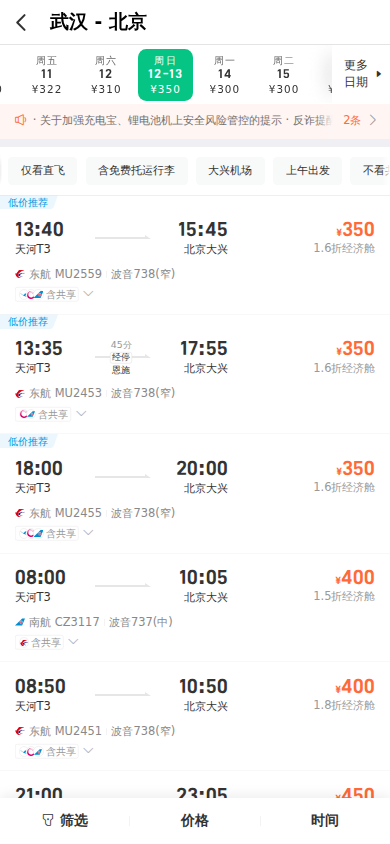 武汉 - 北京
周五 周六 周日 周一 周二 更多
11 12 12-13 14 15 日期
¥322 ¥310 ¥350 ¥300 ¥300
· 关于加强充电宝、锂电池机上安全风险管控的提示 · 反诈提 2条
仅看直飞 含免费托运行李 大兴机场 上午出发 不看
低价推荐
13:40 15:45 ¥350
天河T3 北京大兴 1.6折经济舱
东航 MU2559 波音738(窄)
含共享
低价推荐
13:35 45分 17:55 ¥350
天河T3 经停 恩施 北京大兴 1.6折经济舱
东航 MU2453 波音738(窄)
含共享
低价推荐
18:00 20:00 ¥350
天河T3 北京大兴 1.6折经济舱
东航 MU2455 波音738(窄)
含共享
08:00 10:05 ¥400
天河T3 北京大兴 1.5折经济舱
南航 CZ3117 波音737(中)
含共享
08:50 10:50 ¥400
天河T3 北京大兴 1.8折经济舱
东航 MU2451 波音738(窄)
含共享
21:00 23:05 ¥450
筛选 价格 时间